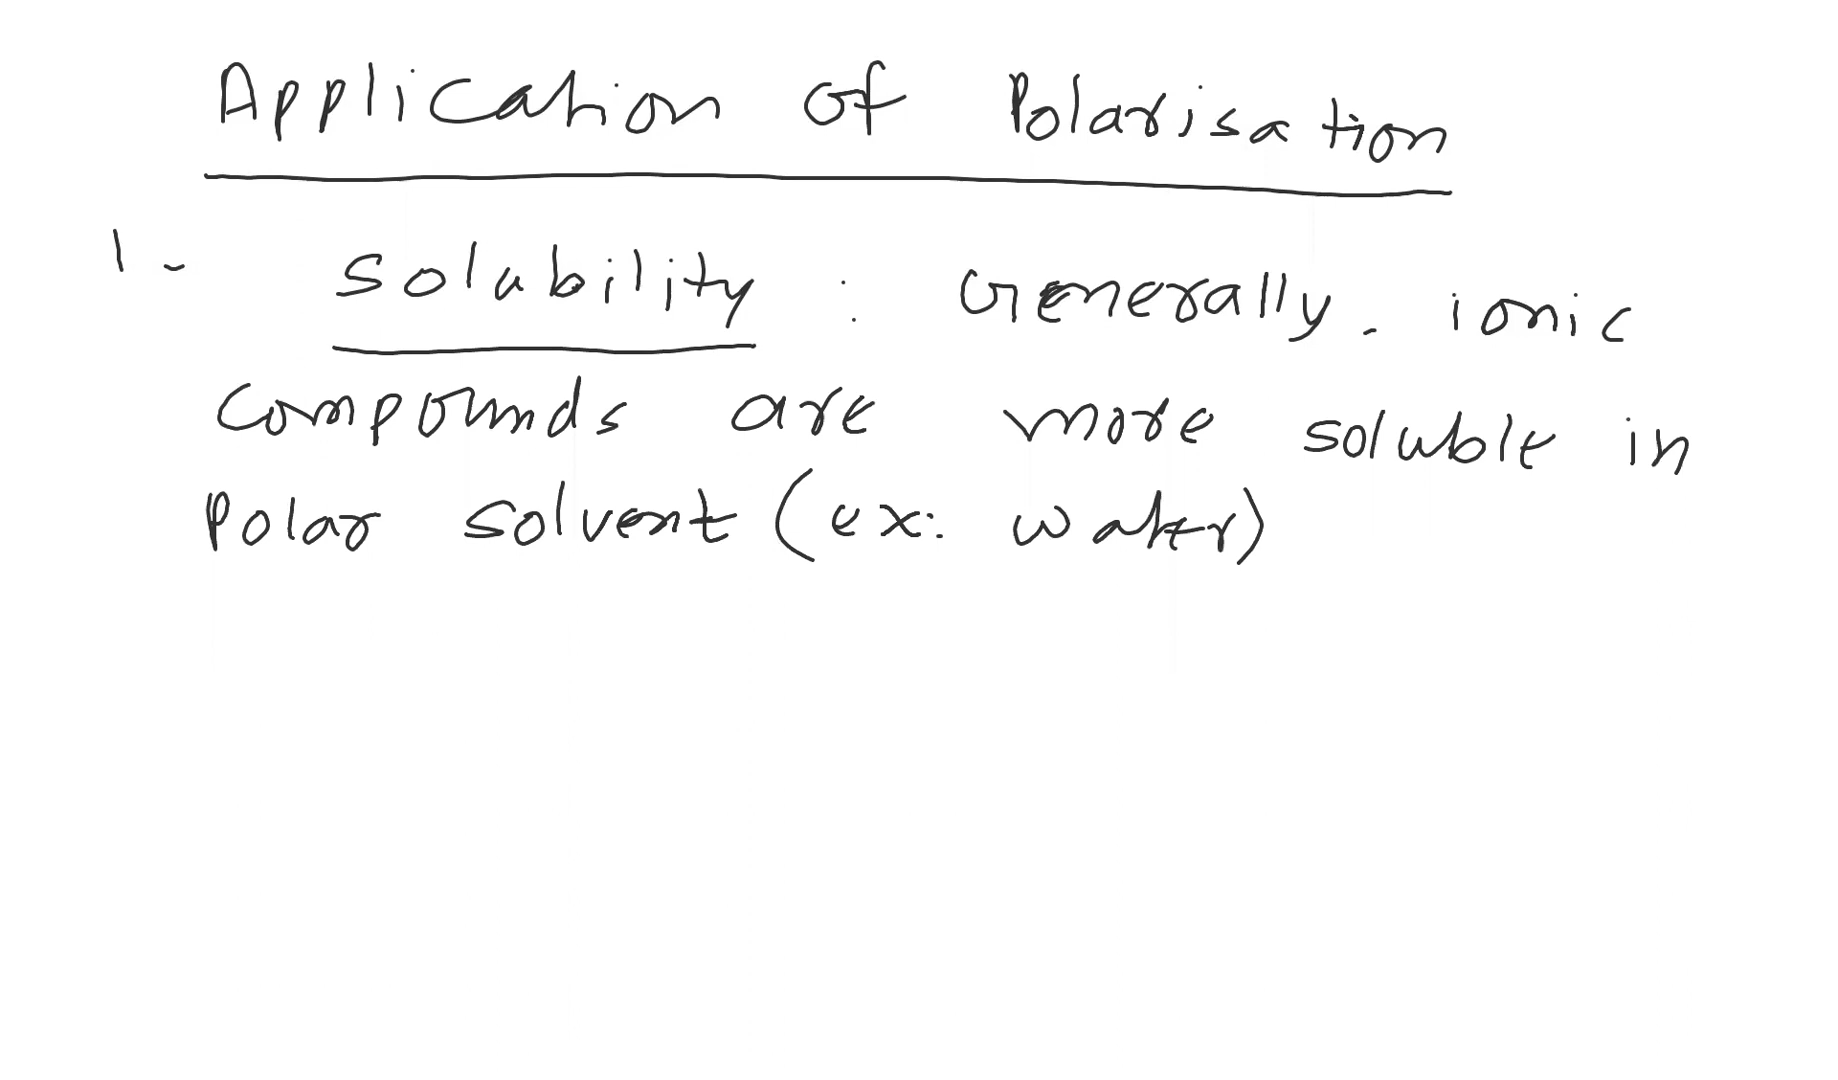 Application of Polarisation
1- Solubility : Generally. ionic
compounds are more soluble in
Polar solvent (ex: water)